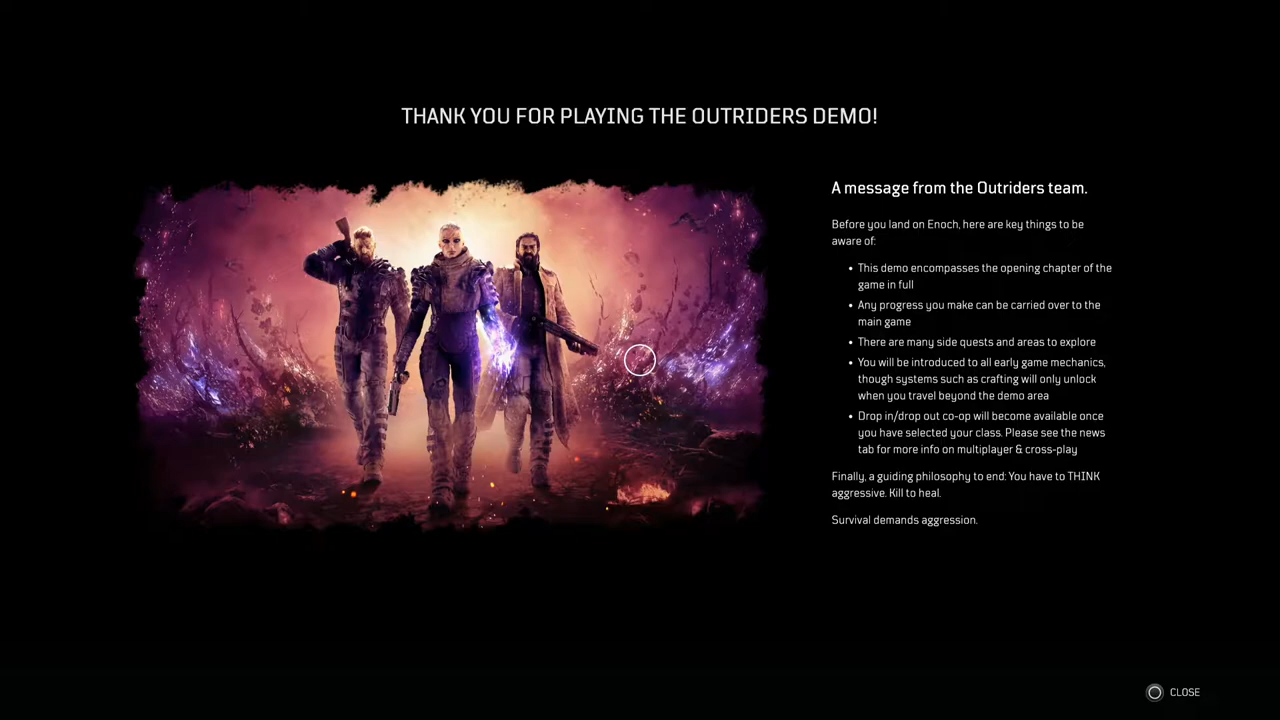 THANK YOU FOR PLAYING THE OUTRIDERS DEMO!
A message from the Outriders team.
Before you land on Enoch, here are key things to be
aware of:
• This demo encompasses the opening chapter of the
game in full
• Any progress you make can be carried over to the
main game
• There are many side quests and areas to explore
• You will be introduced to all early game mechanics,
though systems such as crafting will only unlock
when you travel beyond the demo area
• Drop in/drop out co-op will become available once
you have selected your class. Please see the news
tab for more info on multiplayer & cross-play
Finally, a guiding philosophy to end: You have to THINK
aggressive. Kill to heal.
Survival demands aggression.
CLOSE